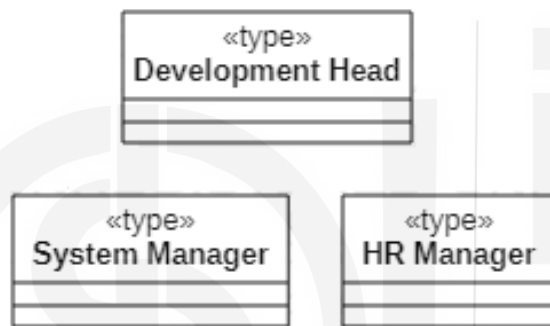 «type»
Development Head
«type»
System Manager
«type»
HR Manager